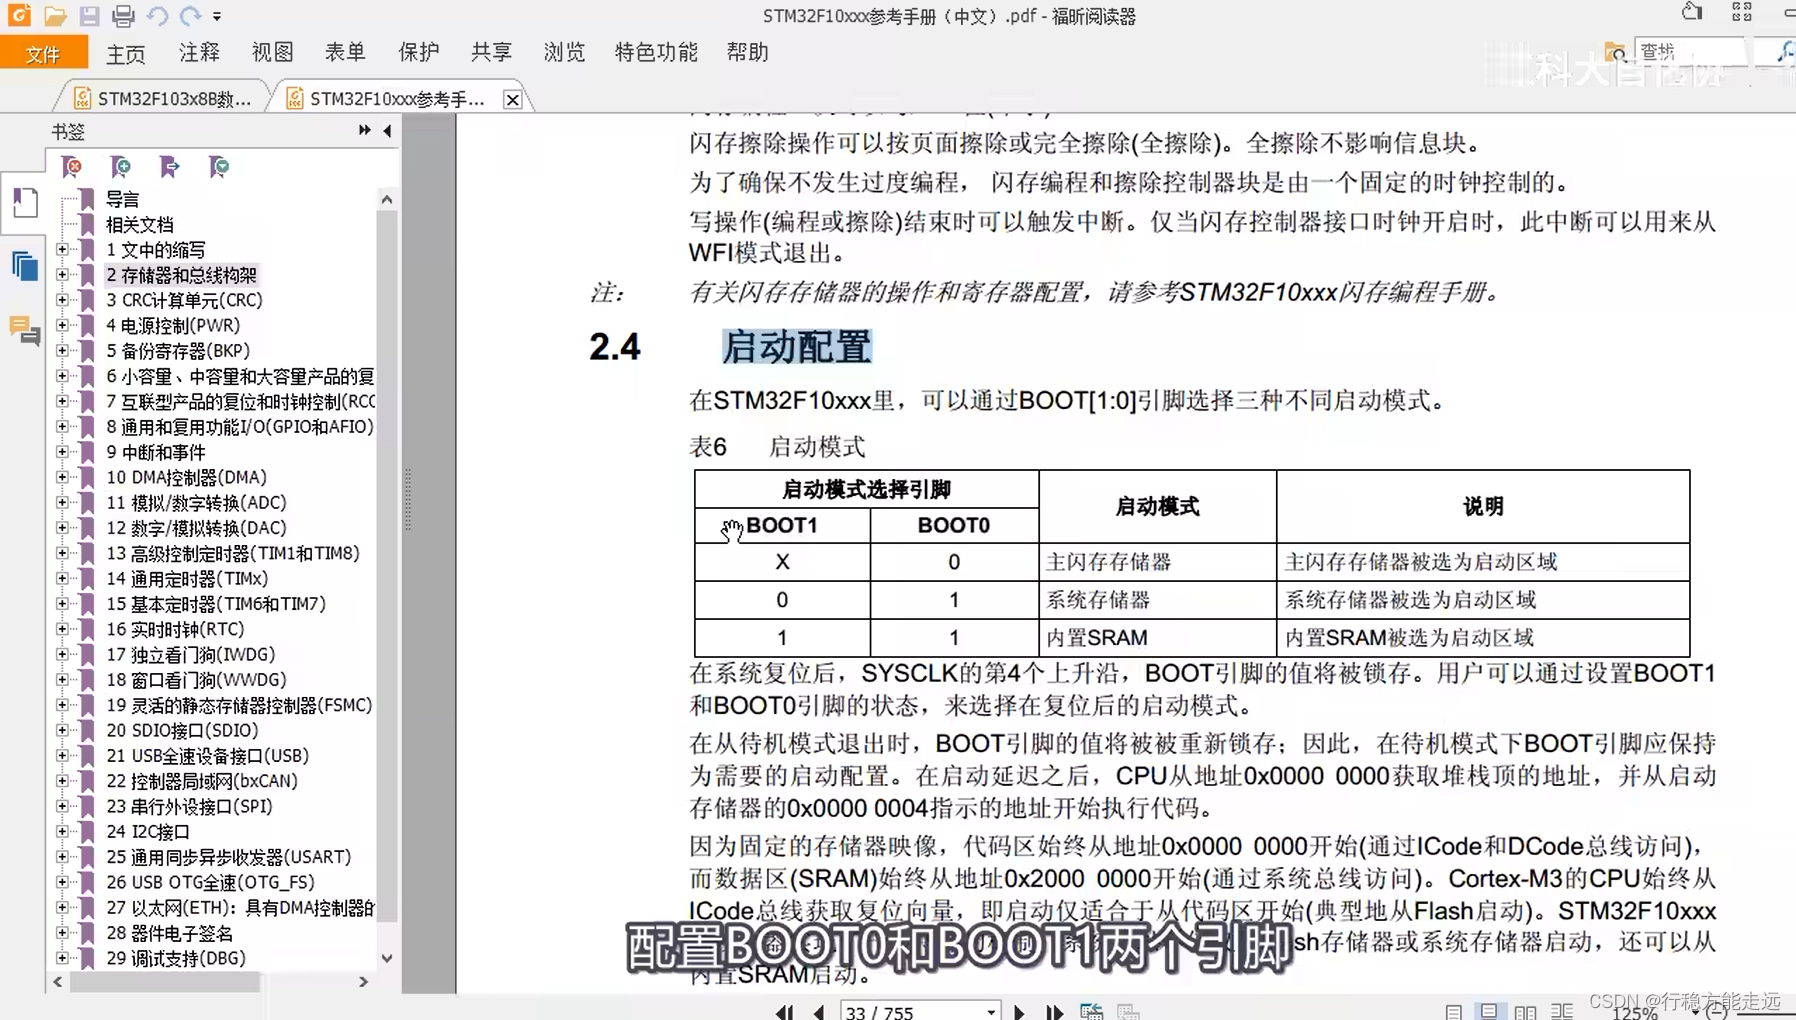 STM32F10xxx参考手册（中文）.pdf - 福昕阅读器
文件 主页 注释 视图 表单 保护 共享 浏览 特色功能 帮助
查找
STM32F103x8B数... STM32F10xxx参考手...
书签
导言
相关文档
1 文中的缩写
2 存储器和总线构架
3 CRC计算单元(CRC)
4 电源控制(PWR)
5 备份寄存器(BKP)
6 小容量、中容量和大容量产品的复
7 互联型产品的复位和时钟控制(RCC
8 通用和复用功能I/O(GPIO和AFIO)
9 中断和事件
10 DMA控制器(DMA)
11 模拟/数字转换(ADC)
12 数字/模拟转换(DAC)
13 高级控制定时器(TIM1和TIM8)
14 通用定时器(TIMx)
15 基本定时器(TIM6和TIM7)
16 实时时钟(RTC)
17 独立看门狗(IWDG)
18 窗口看门狗(WWDG)
19 灵活的静态存储器控制器(FSMC)
20 SDIO接口(SDIO)
21 USB全速设备接口(USB)
22 控制器局域网(bxCAN)
23 串行外设接口(SPI)
24 I2C接口
25 通用同步异步收发器(USART)
26 USB OTG全速(OTG_FS)
27 以太网(ETH)：具有DMA控制器的
28 器件电子签名
29 调试支持(DBG)
闪存擦除操作可以按页面擦除或完全擦除(全擦除)。全擦除不影响信息块。
为了确保不发生过度编程， 闪存编程和擦除控制器块是由一个固定的时钟控制的。
写操作(编程或擦除)结束时可以触发中断。仅当闪存控制器接口时钟开启时，此中断可以用来从
WFI模式退出。
注： 有关闪存存储器的操作和寄存器配置，请参考STM32F10xxx闪存编程手册。
2.4 启动配置
在STM32F10xxx里，可以通过BOOT[1:0]引脚选择三种不同启动模式。
表6 启动模式
启动模式选择引脚 启动模式 说明
BOOT1 BOOT0
X 0 主闪存存储器 主闪存存储器被选为启动区域
0 1 系统存储器 系统存储器被选为启动区域
1 1 内置SRAM 内置SRAM被选为启动区域
在系统复位后，SYSCLK的第4个上升沿，BOOT引脚的值将被锁存。用户可以通过设置BOOT1
和BOOT0引脚的状态，来选择在复位后的启动模式。
在从待机模式退出时，BOOT引脚的值将被被重新锁存；因此，在待机模式下BOOT引脚应保持
为需要的启动配置。在启动延迟之后，CPU从地址0x0000 0000获取堆栈顶的地址，并从启动
存储器的0x0000 0004指示的地址开始执行代码。
因为固定的存储器映像，代码区始终从地址0x0000 0000开始(通过ICode和DCode总线访问)，
而数据区(SRAM)始终从地址0x2000 0000开始(通过系统总线访问)。Cortex-M3的CPU始终从
ICode总线获取复位向量，即启动仅适合于从代码区开始(典型地从Flash启动)。STM32F10xxx
sh存储器或系统存储器启动，还可以从
内置SRAM启动。
配置BOOT0和BOOT1两个引脚
33 / 755
125%
CSDN @行稳方能走远